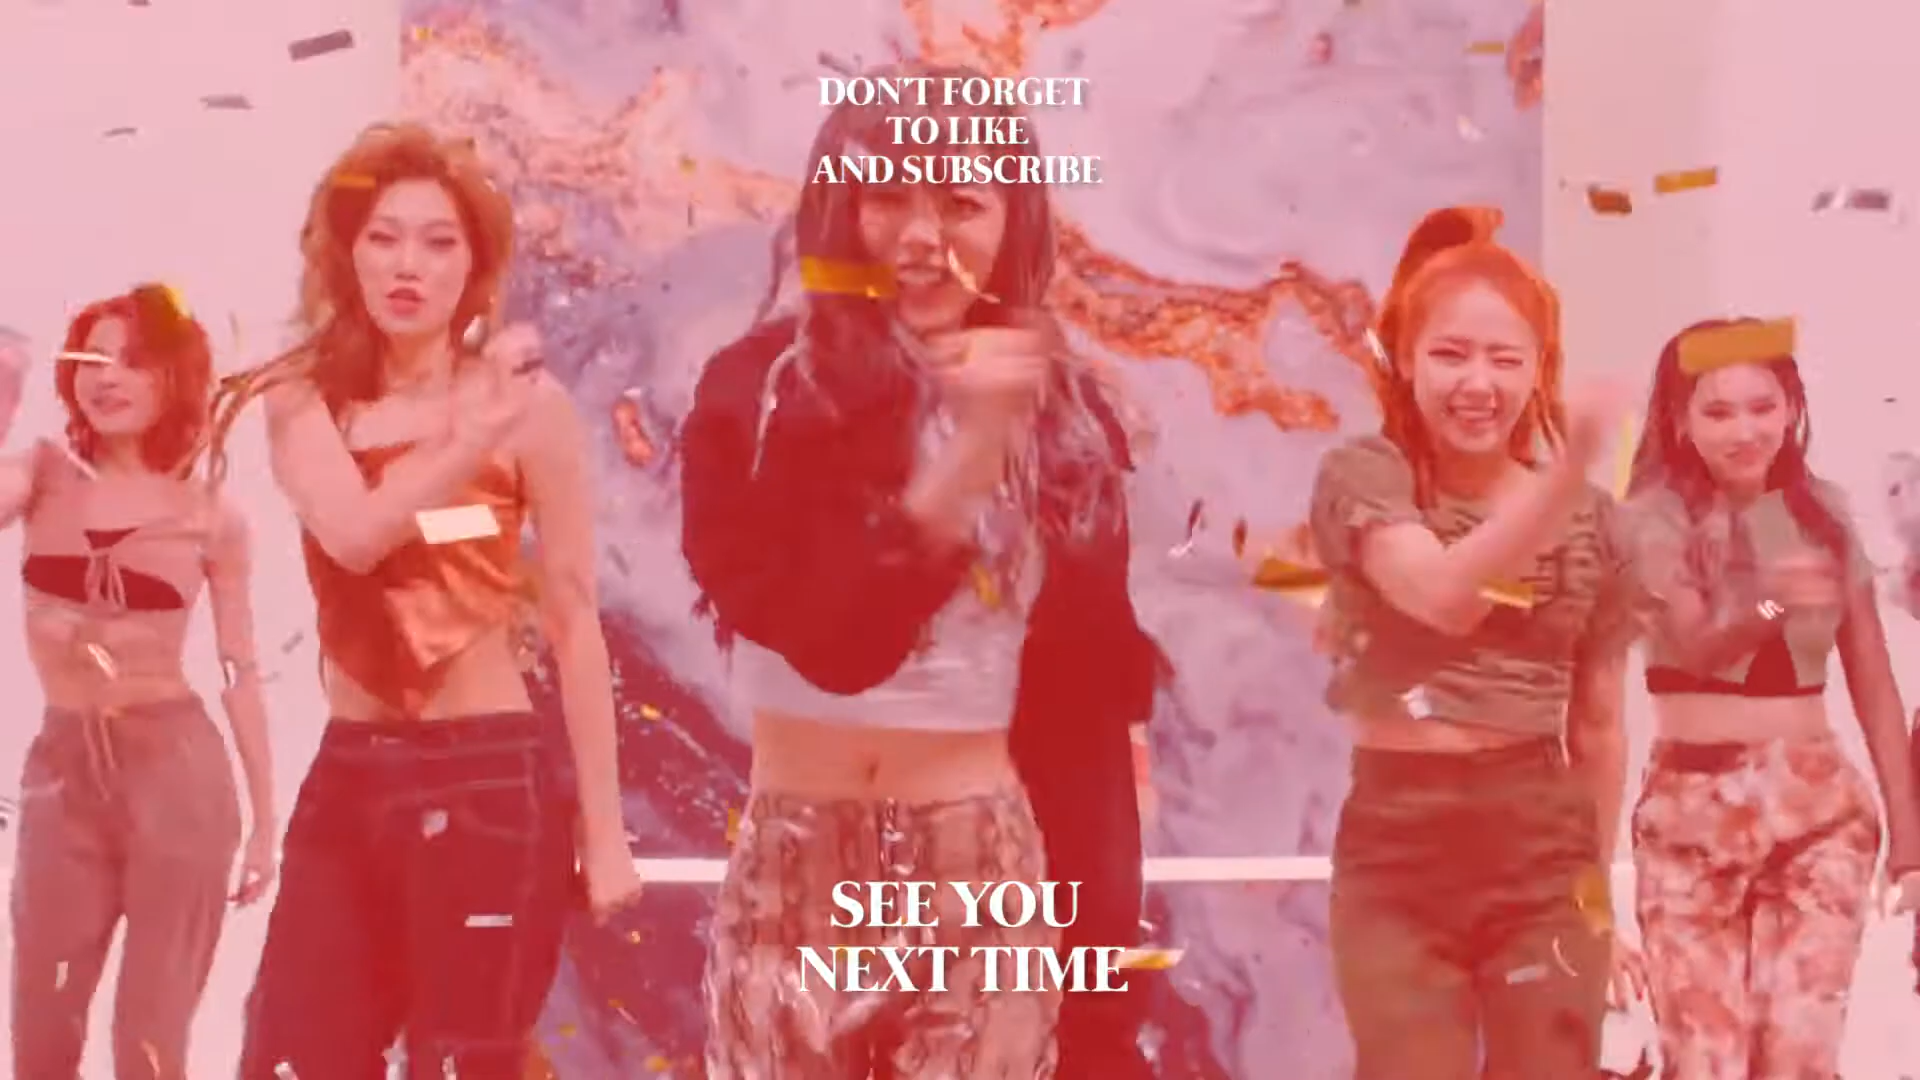 DON'T FORGET
TO LIKE
AND SUBSCRIBE
SEE YOU
NEXT TIME